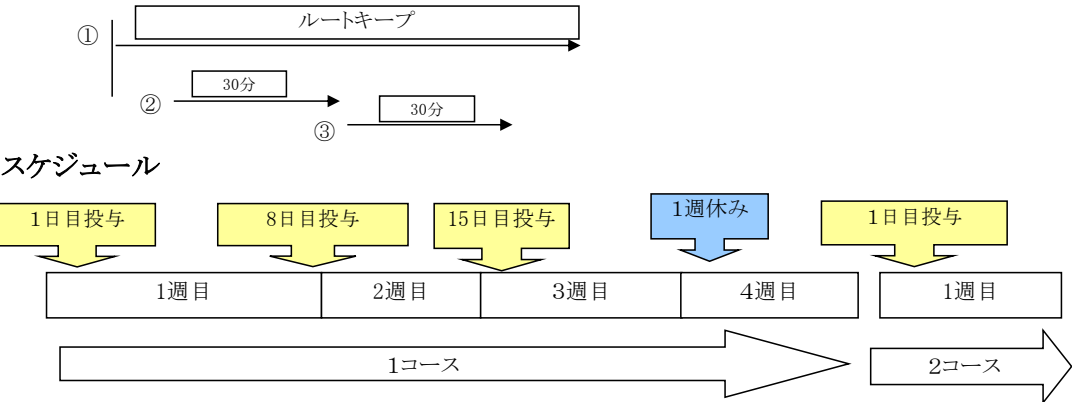 ① ルートキープ
② 30分
③ 30分
スケジュール
1日目投与 8日目投与 15日目投与 1週休み 1日目投与
1週目 2週目 3週目 4週目 1週目
1コース 2コース